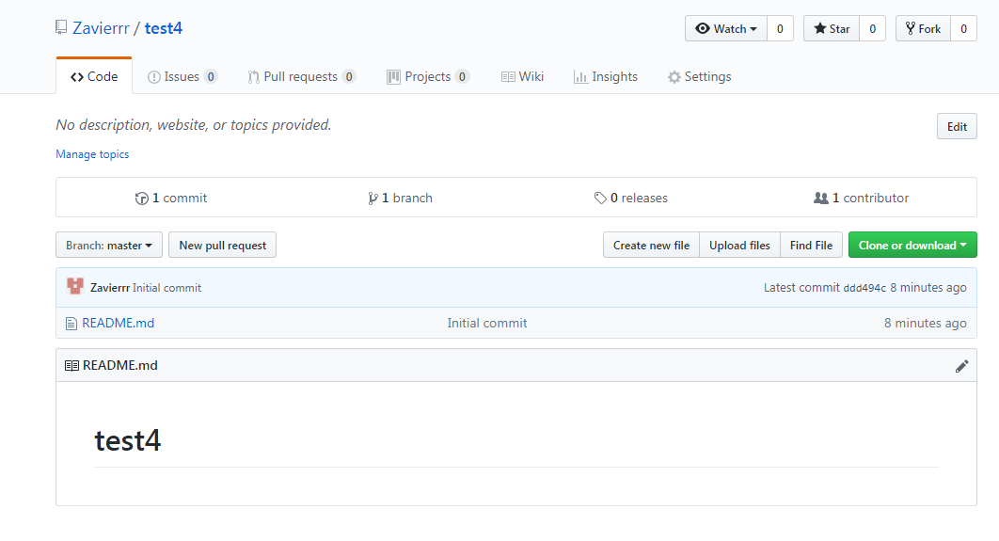 Zavierrr / test4
Watch 0 Star 0 Fork 0
Code Issues 0 Pull requests 0 Projects 0 Wiki Insights Settings
No description, website, or topics provided. Edit
Manage topics
1 commit 1 branch 0 releases 1 contributor
Branch: master New pull request Create new file Upload files Find File Clone or download
Zavierrr Initial commit Latest commit ddd494c 8 minutes ago
README.md Initial commit 8 minutes ago
README.md
test4